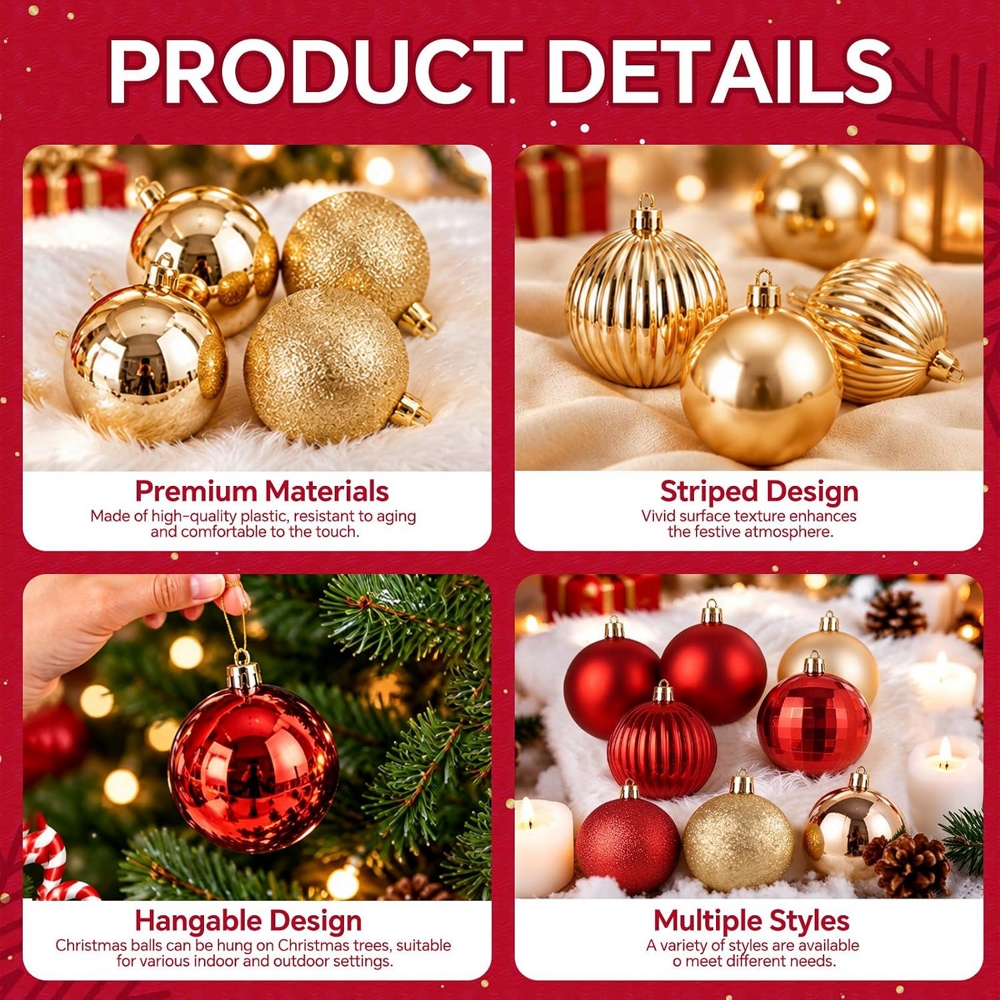 PRODUCT DETAILS
Premium Materials
Made of high-quality plastic, resistant to aging
and comfortable to the touch.
Striped Design
Vivid surface texture enhances
the festive atmosphere.
Hangable Design
Christmas balls can be hung on Christmas trees, suitable
for various indoor and outdoor settings.
Multiple Styles
A variety of styles are available
o meet different needs.